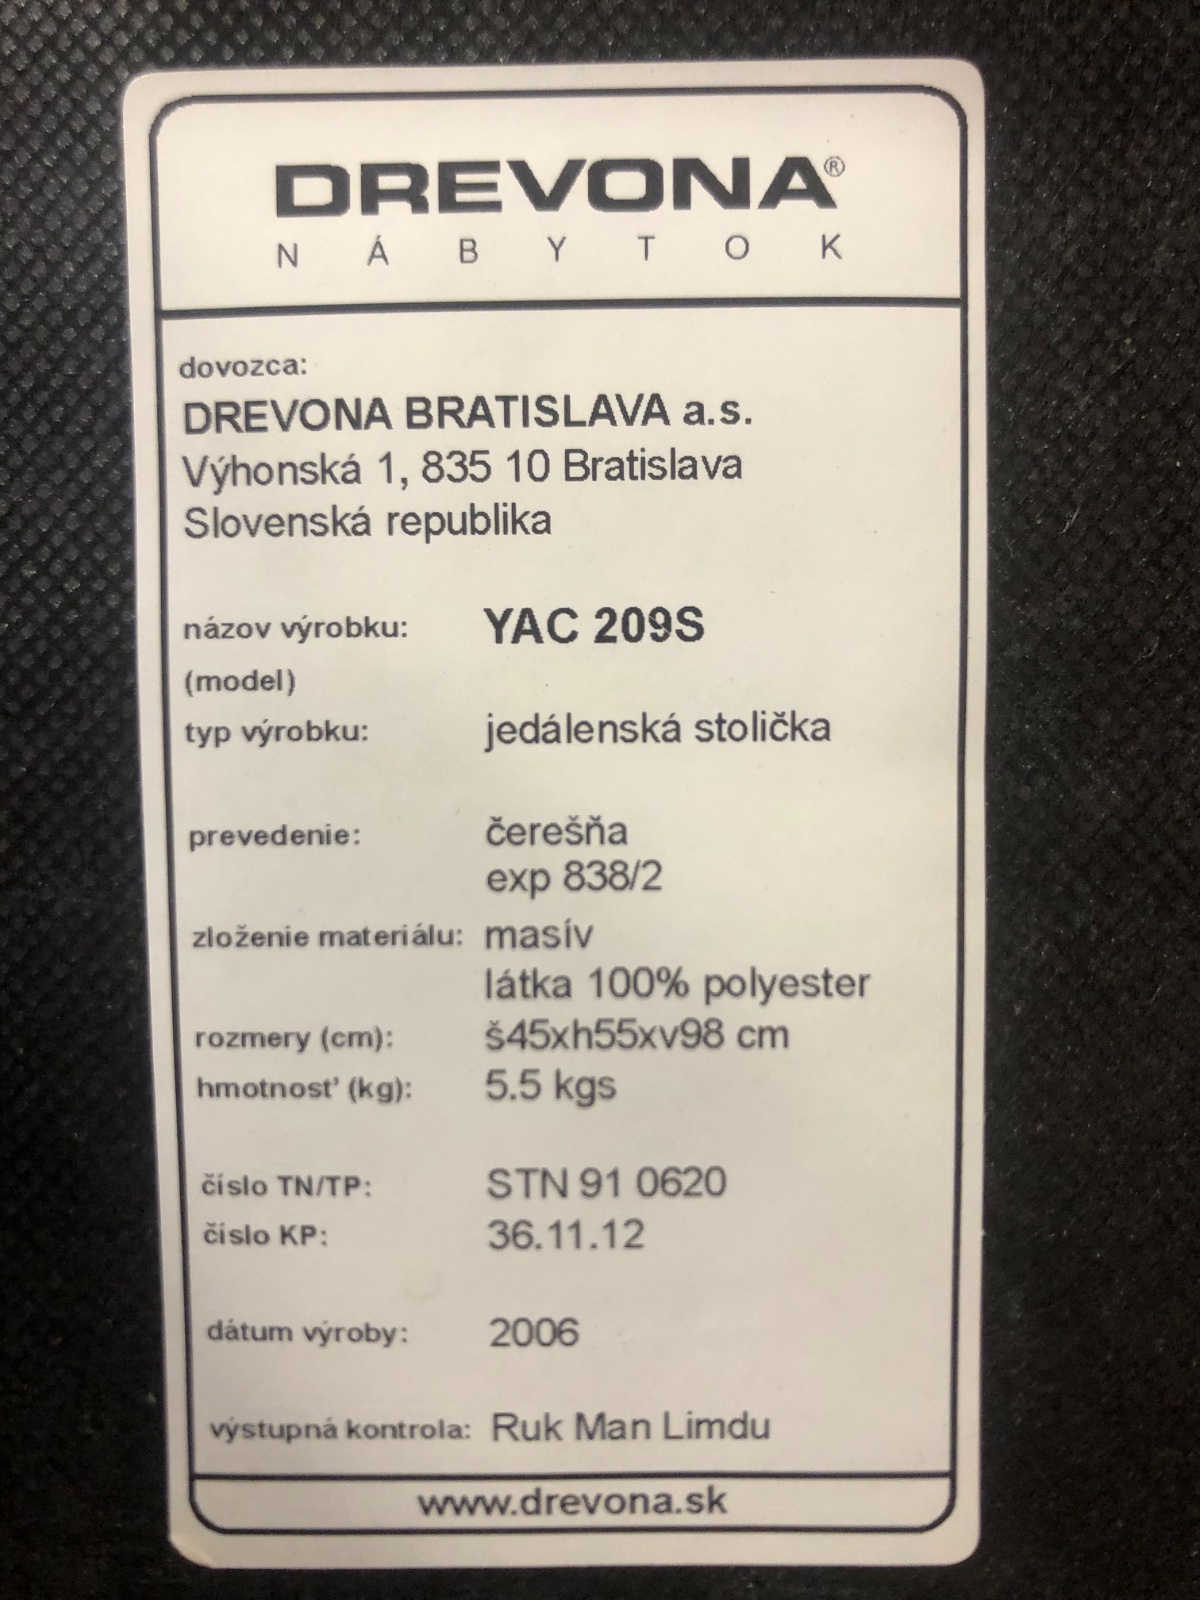 DREVONA®
NÁBYTOK
dovozca:
DREVONA BRATISLAVA a.s.
Výhonská 1, 835 10 Bratislava
Slovenská republika
názov výrobku: YAC 209S
(model)
typ výrobku: jedálenská stolička
prevedenie: čerešňa
exp 838/2
zloženie materiálu: masív
látka 100% polyester
rozmery (cm): š45xh55xv98 cm
hmotnosť (kg): 5.5 kgs
číslo TN/TP: STN 91 0620
číslo KP: 36.11.12
dátum výroby: 2006
výstupná kontrola: Ruk Man Limdu
www.drevona.sk